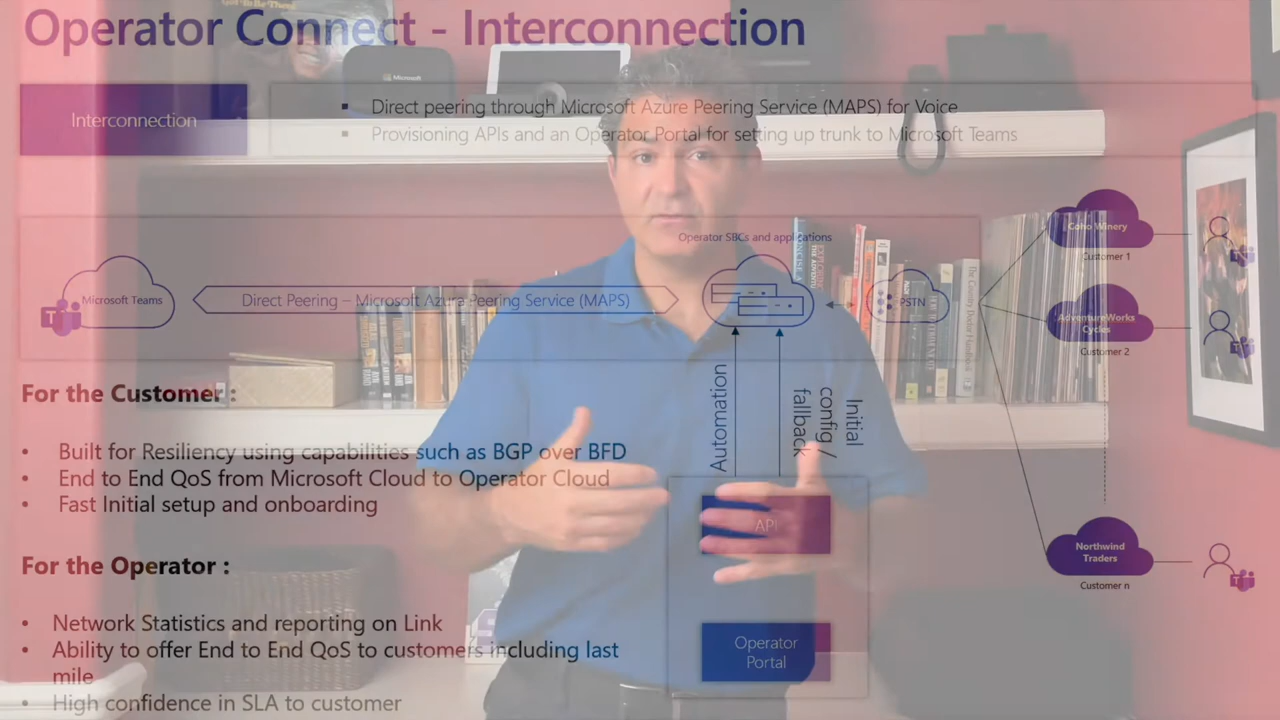 Operator Connect - Interconnection
Microsoft
Interconnection
▪ Direct peering through Microsoft Azure Peering Service (MAPS) for Voice
▪ Provisioning APIs and an Operator Portal for setting up trunk to Microsoft Teams
Operator SBCs and applications
Microsoft Teams
Direct Peering – Microsoft Azure Peering Service (MAPS)
PSTN
Coho Winery
Customer 1
AdventureWorks
Cycles
Customer 2
Automation
Initial
config /
fallback
API
Operator
Portal
Northwind
Traders
Customer n
For the Customer :
• Built for Resiliency using capabilities such as BGP over BFD
• End to End QoS from Microsoft Cloud to Operator Cloud
• Fast Initial setup and onboarding
For the Operator :
• Network Statistics and reporting on Link
• Ability to offer End to End QoS to customers including last
mile
• High confidence in SLA to customer